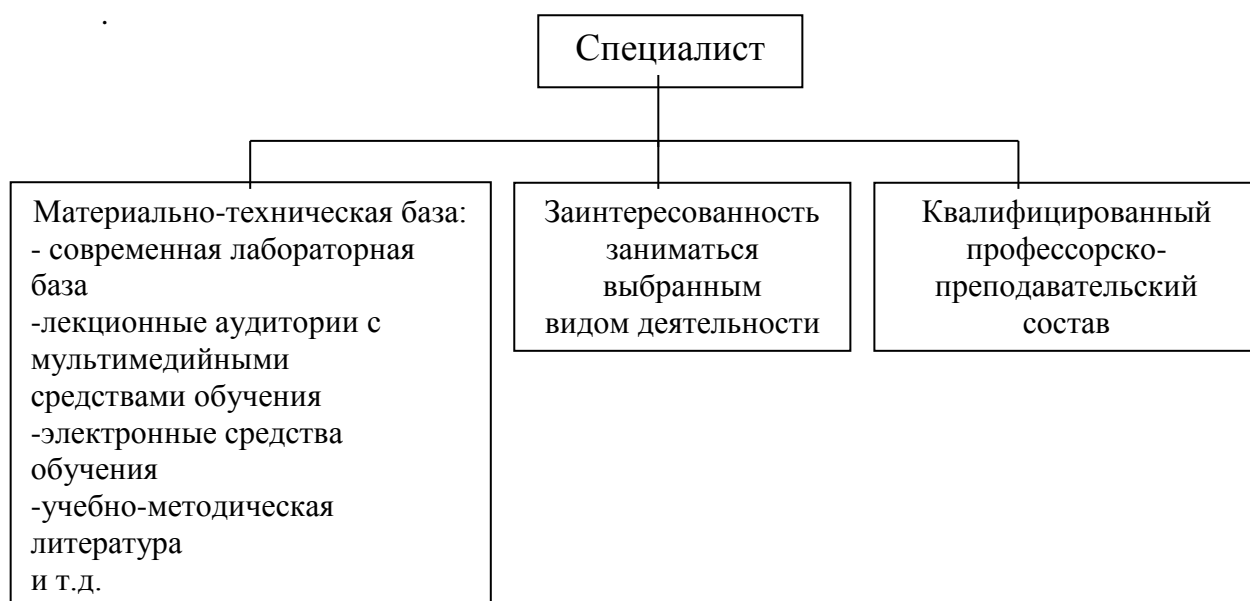 .
Специалист
Материально-техническая база:
- современная лабораторная
база
-лекционные аудитории с
мультимедийными
средствами обучения
-электронные средства
обучения
-учебно-методическая
литература
и т.д.
Заинтересованность
заниматься
выбранным
видом деятельности
Квалифицированный
профессорско-
преподавательский
состав